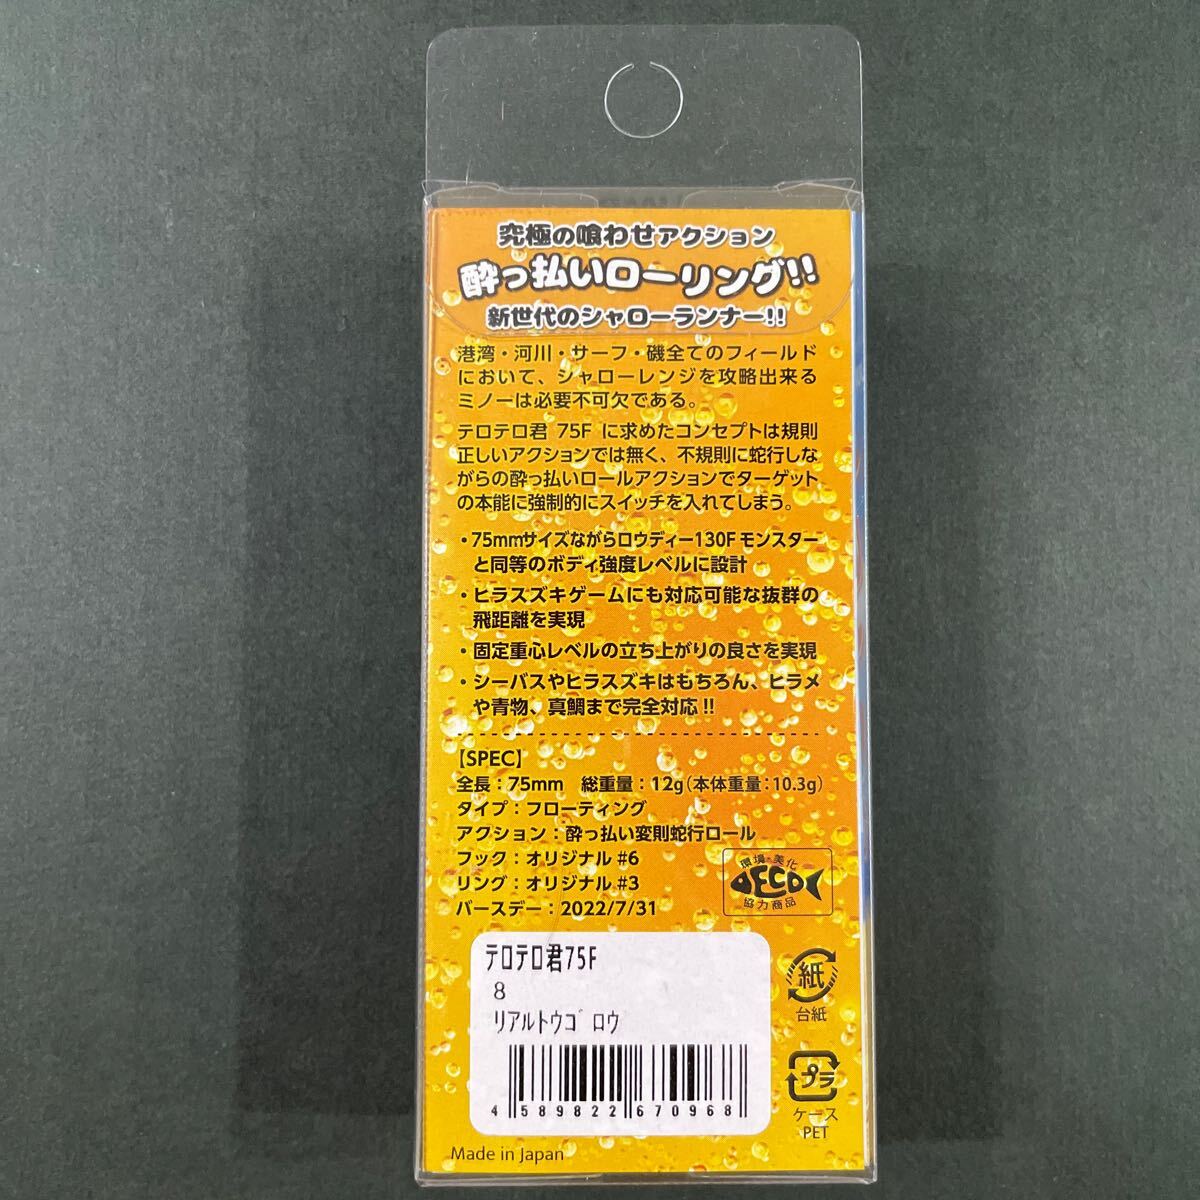 究極の喰わせアクション
酔っ払いローリング!!
新世代のシャローランナー!!
港湾・河川・サーフ・磯全てのフィールド
において、シャローレンジを攻略出来る
ミノーは必要不可欠である。
テロテロ君 75F に求めたコンセプトは規則
正しいアクションでは無く、不規則に蛇行しな
がらの酔っ払いロールアクションでターゲット
の本能に強制的にスイッチを入れてしまう。
・75mmサイズながらロウディー130F モンスター
と同等のボディ強度レベルに設計
・ヒラスズキゲームにも対応可能な抜群の
飛距離を実現
・固定重心レベルの立ち上がりの良さを実現
・シーバスやヒラスズキはもちろん、ヒラメ
や青物、真鯛まで完全対応!!
【SPEC】
全長：75mm 総重量：12g（本体重量：10.3g）
タイプ：フローティング
アクション：酔っ払い変則蛇行ロール
フック：オリジナル #6
リング：オリジナル #3
バースデー：2022/7/31
環境・美化
ECO
協力商品
テロテロ君75F
8
リアルトウゴロウ
4 589822 670968
紙
台紙
プラ
ケース
PET
Made in Japan